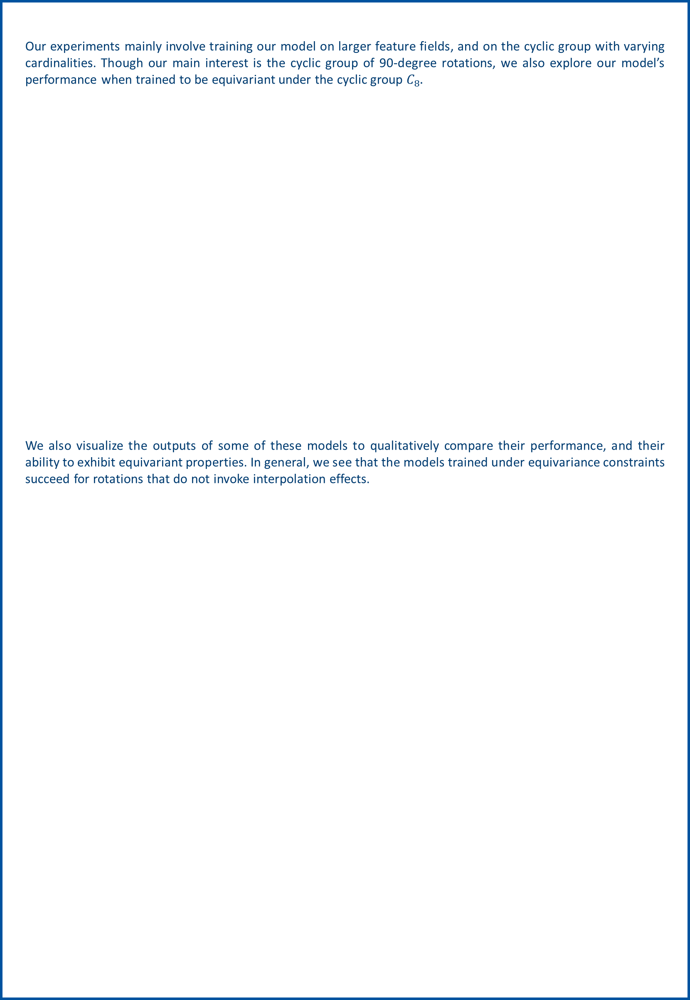 Our experiments mainly involve training our model on larger feature fields, and on the cyclic group with varying
cardinalities. Though our main interest is the cyclic group of 90-degree rotations, we also explore our model’s
performance when trained to be equivariant under the cyclic group C₈.
We also visualize the outputs of some of these models to qualitatively compare their performance, and their
ability to exhibit equivariant properties. In general, we see that the models trained under equivariance constraints
succeed for rotations that do not invoke interpolation effects.